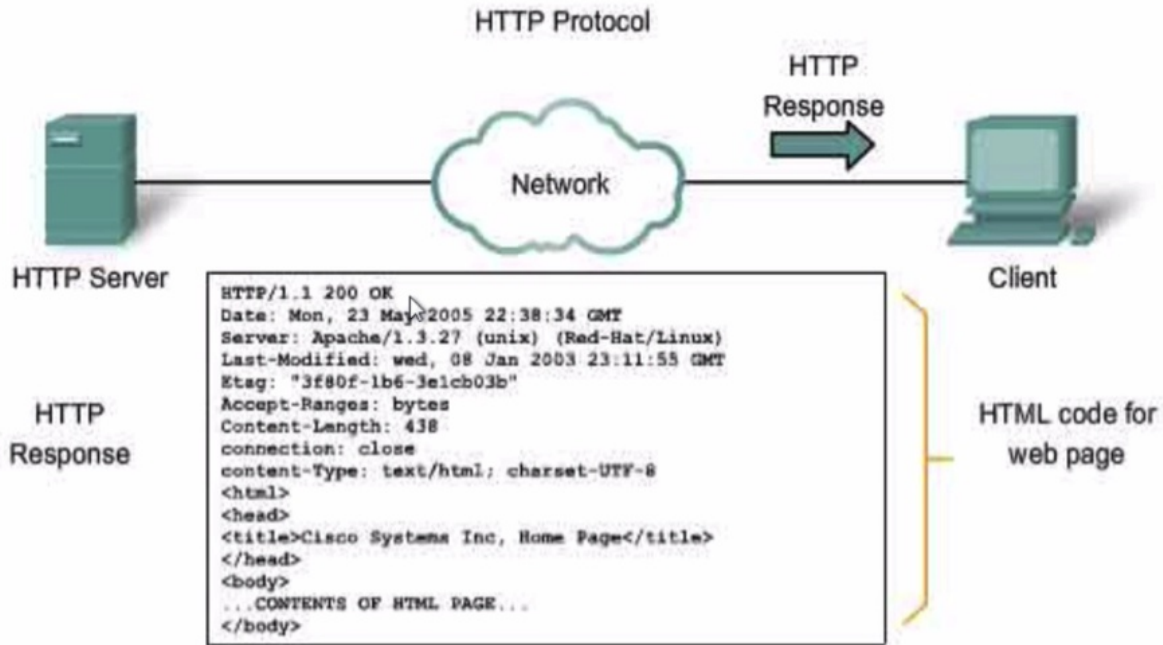 HTTP Protocol
HTTP
Response
Network
HTTP Server
Client
HTTP/1.1 200 OK
Date: Mon, 23 May 2005 22:38:34 GMT
Server: Apache/1.3.27 (unix) (Red-Hat/Linux)
Last-Modified: wed, 08 Jan 2003 23:11:55 GMT
Etag: "3f80f-1b6-3e1cb03b"
Accept-Ranges: bytes
Content-Length: 438
connection: close
content-Type: text/html; charset-UTF-8
<html>
<head>
<title>Cisco Systems Inc, Home Page</title>
</head>
<body>
...CONTENTS OF HTML PAGE...
</body>
HTTP
Response
HTML code for
web page